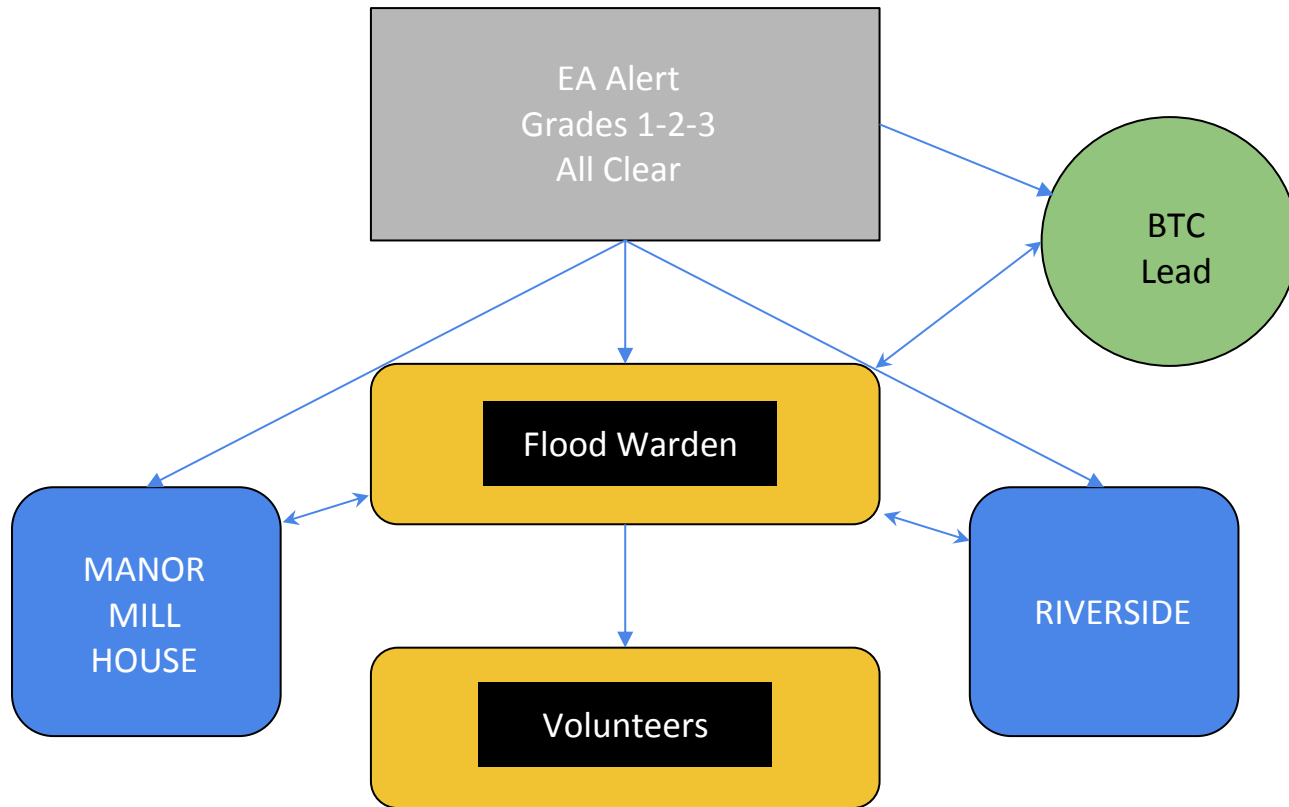 EA Alert
Grades 1-2-3
All Clear
BTC
Lead
Flood Warden
MANOR
MILL
HOUSE
RIVERSIDE
Volunteers